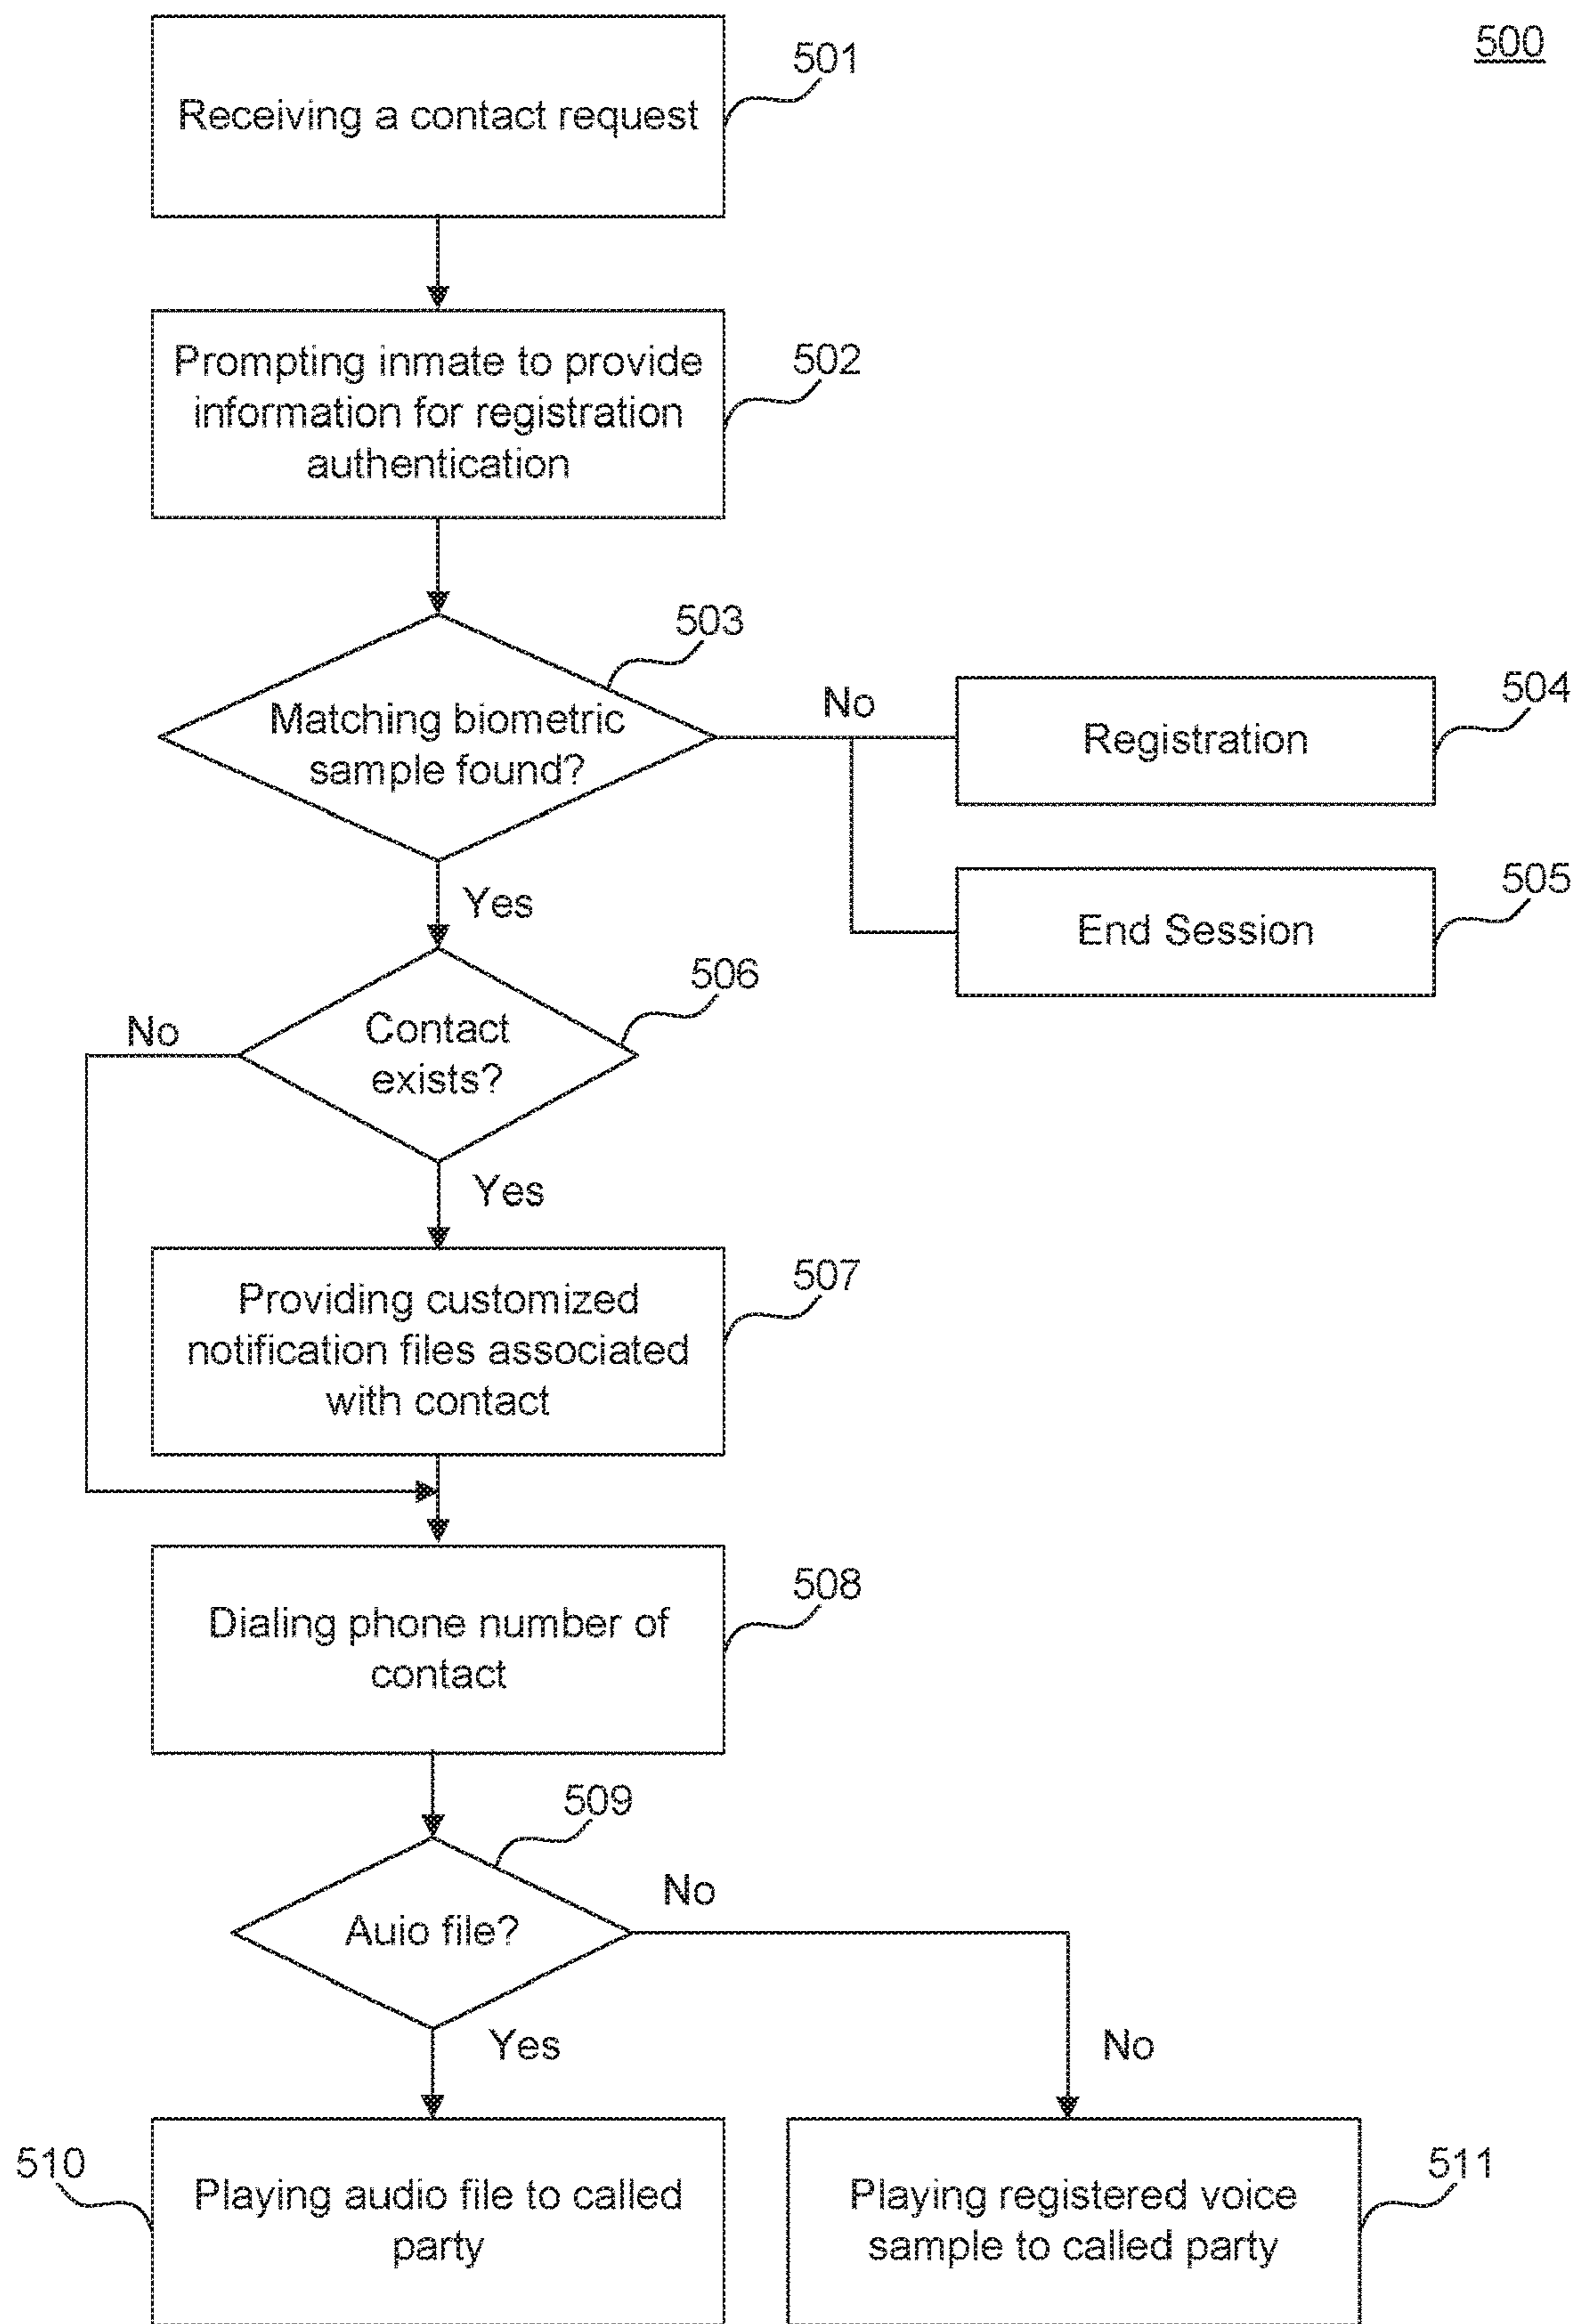 500
501
Receiving a contact request
502
Prompting inmate to provide
information for registration
authentication
503
Matching biometric
sample found?
No
504
Registration
505
End Session
Yes
506
Contact
exists?
No
Yes
507
Providing customized
notification files associated
with contact
508
Dialing phone number of
contact
509
Auio file?
No
Yes
No
510
Playing audio file to called
party
511
Playing registered voice
sample to called party